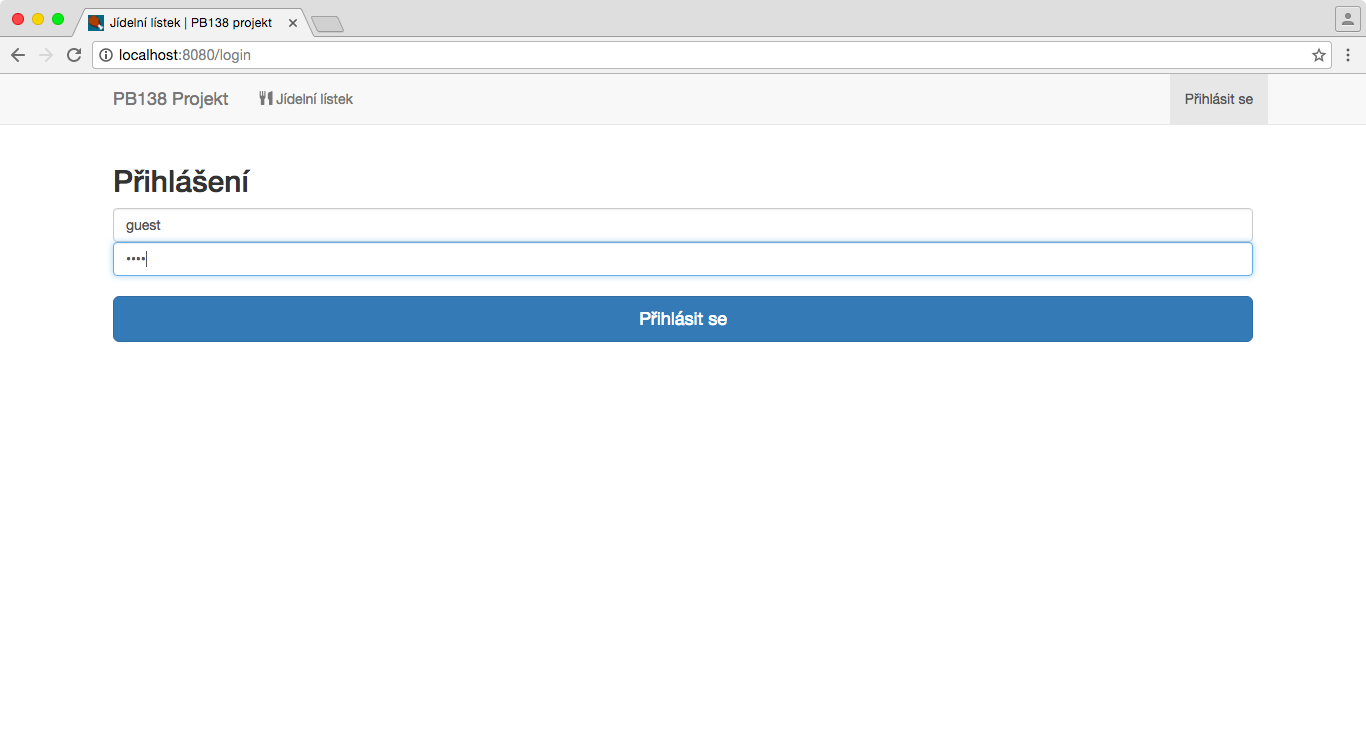 Jídelní lístek | PB138 projekt
localhost:8080/login
PB138 Projekt Jídelní lístek Přihlásit se
Přihlášení
guest
••••
Přihlásit se